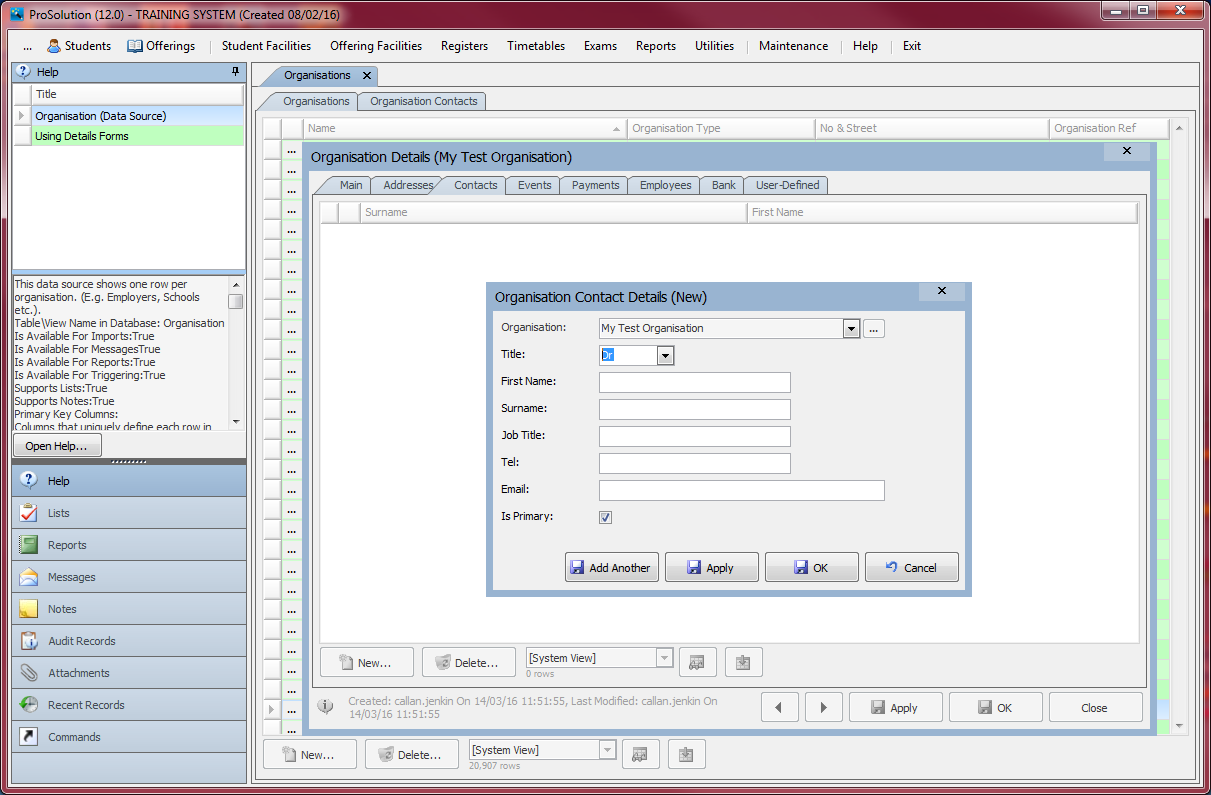 ProSolution (12.0) - TRAINING SYSTEM (Created 08/02/16)
... Students Offerings Student Facilities Offering Facilities Registers Timetables Exams Reports Utilities Maintenance Help Exit
Help
Title
Organisation (Data Source)
Using Details Forms
This data source shows one row per
organisation. (E.g. Employers, Schools
etc.).
Table\View Name in Database: Organisation
Is Available For Imports:True
Is Available For MessagesTrue
Is Available For Reports:True
Is Available For Triggering:True
Supports Lists:True
Supports Notes:True
Primary Key Columns:
Columns that uniquely define each row in
Open Help...
Help
Lists
Reports
Messages
Notes
Audit Records
Attachments
Recent Records
Commands
Organisations
Organisations Organisation Contacts
Name Organisation Type No & Street Organisation Ref
Organisation Details (My Test Organisation)
Main Addresses Contacts Events Payments Employees Bank User-Defined
Surname First Name
Organisation Contact Details (New)
Organisation: My Test Organisation ...
Title: Dr
First Name:
Surname:
Job Title:
Tel:
Email:
Is Primary:
Add Another Apply OK Cancel
New... Delete... [System View]
0 rows
Created: callan.jenkin On 14/03/16 11:51:55, Last Modified: callan.jenkin On
14/03/16 11:51:55
Apply OK Close
New... Delete... [System View]
20,907 rows